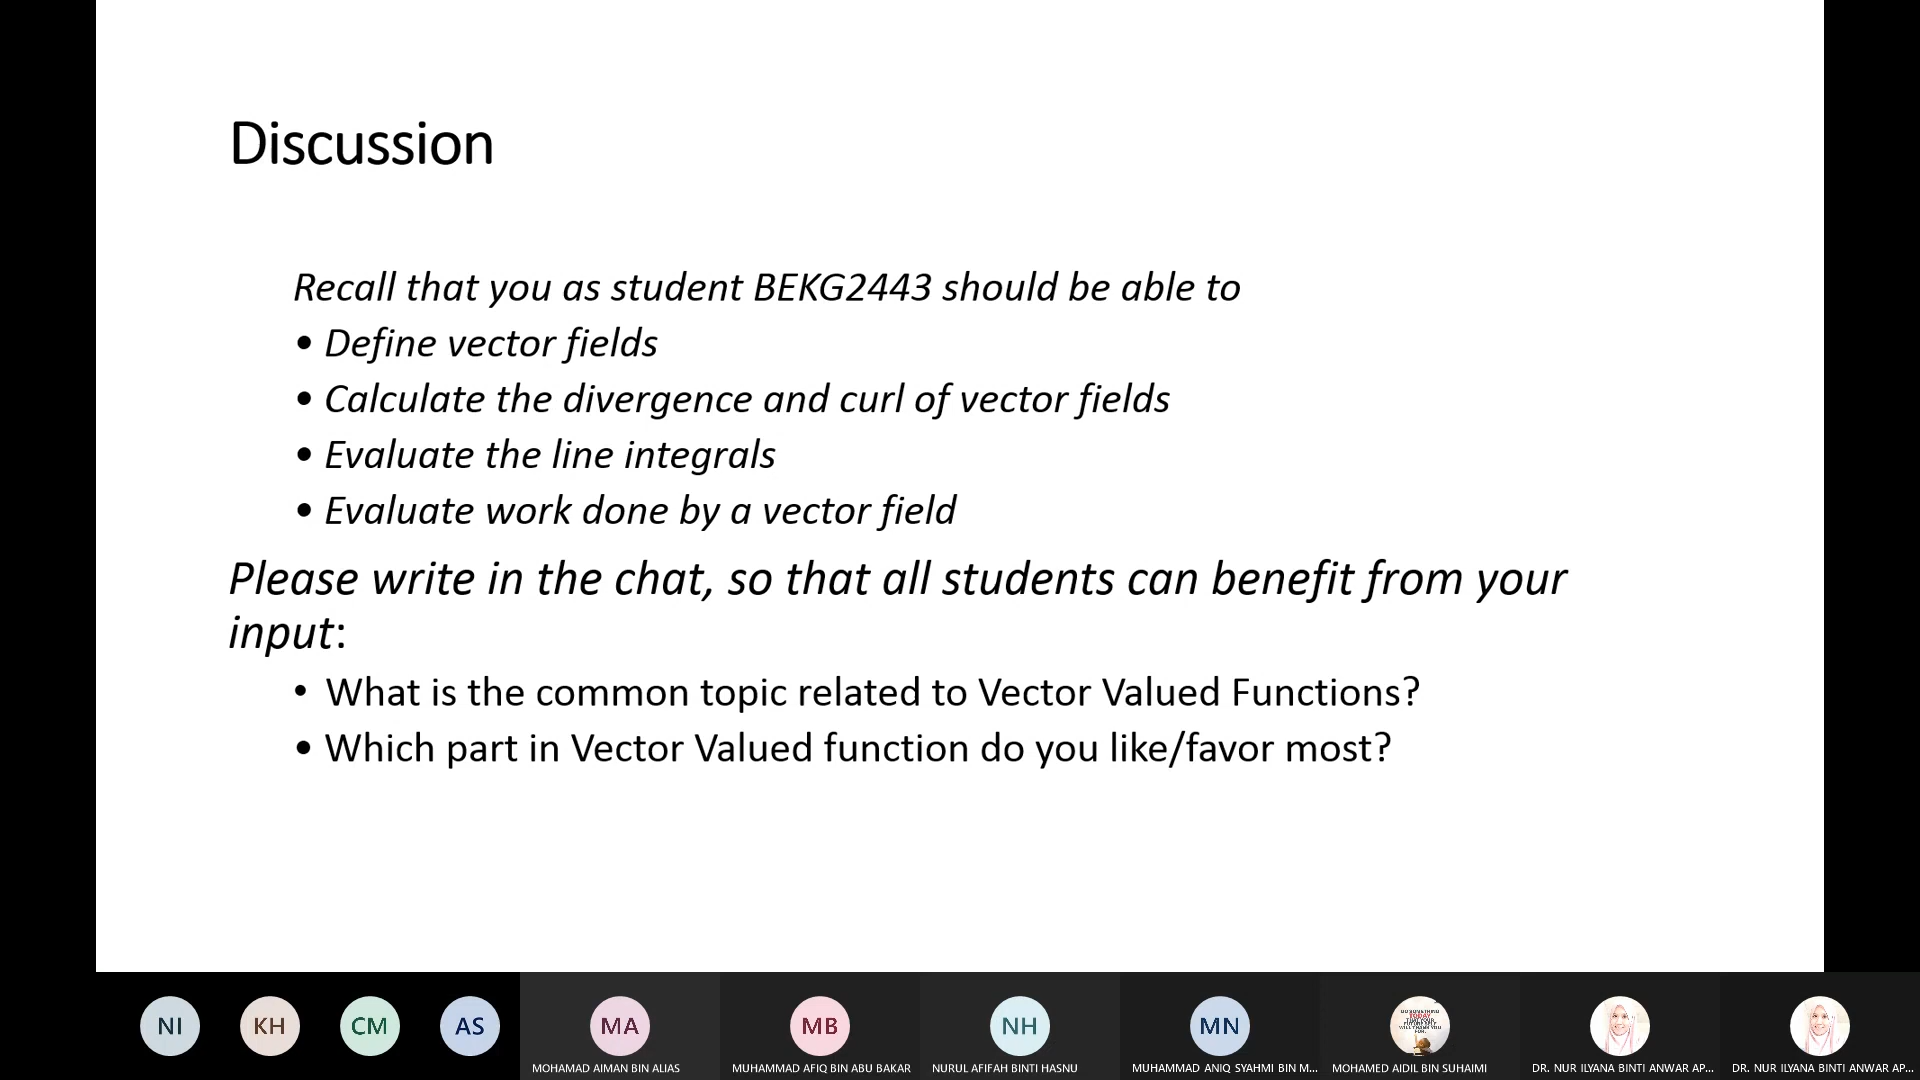 Discussion
Recall that you as student BEKG2443 should be able to
• Define vector fields
• Calculate the divergence and curl of vector fields
• Evaluate the line integrals
• Evaluate work done by a vector field
Please write in the chat, so that all students can benefit from your
input:
• What is the common topic related to Vector Valued Functions?
• Which part in Vector Valued function do you like/favor most?
NI KH CM AS MA MB NH MN
MOHAMAD AIMAN BIN ALIAS MUHAMMAD AFIQ BIN ABU BAKAR NURUL AFIFAH BINTI HASNU MUHAMMAD ANIQ SYAHMI BIN M... MOHAMED AIDIL BIN SUHAIMI DR. NUR ILYANA BINTI ANWAR AP... DR. NUR ILYANA BINTI ANWAR AP...